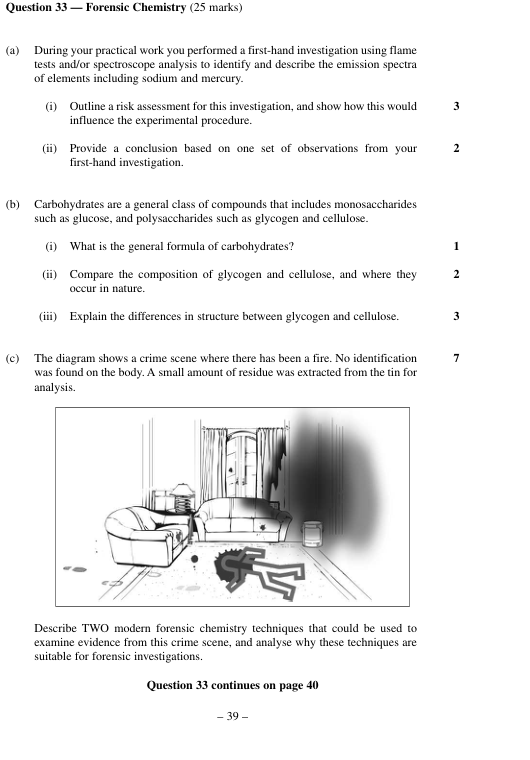 Question 33 — Forensic Chemistry (25 marks)
(a) During your practical work you performed a first-hand investigation using flame
tests and/or spectroscope analysis to identify and describe the emission spectra
of elements including sodium and mercury.
(i) Outline a risk assessment for this investigation, and show how this would 3
influence the experimental procedure.
(ii) Provide a conclusion based on one set of observations from your 2
first-hand investigation.
(b) Carbohydrates are a general class of compounds that includes monosaccharides
such as glucose, and polysaccharides such as glycogen and cellulose.
(i) What is the general formula of carbohydrates? 1
(ii) Compare the composition of glycogen and cellulose, and where they 2
occur in nature.
(iii) Explain the differences in structure between glycogen and cellulose. 3
(c) The diagram shows a crime scene where there has been a fire. No identification 7
was found on the body. A small amount of residue was extracted from the tin for
analysis.
Describe TWO modern forensic chemistry techniques that could be used to
examine evidence from this crime scene, and analyse why these techniques are
suitable for forensic investigations.
Question 33 continues on page 40
– 39 –